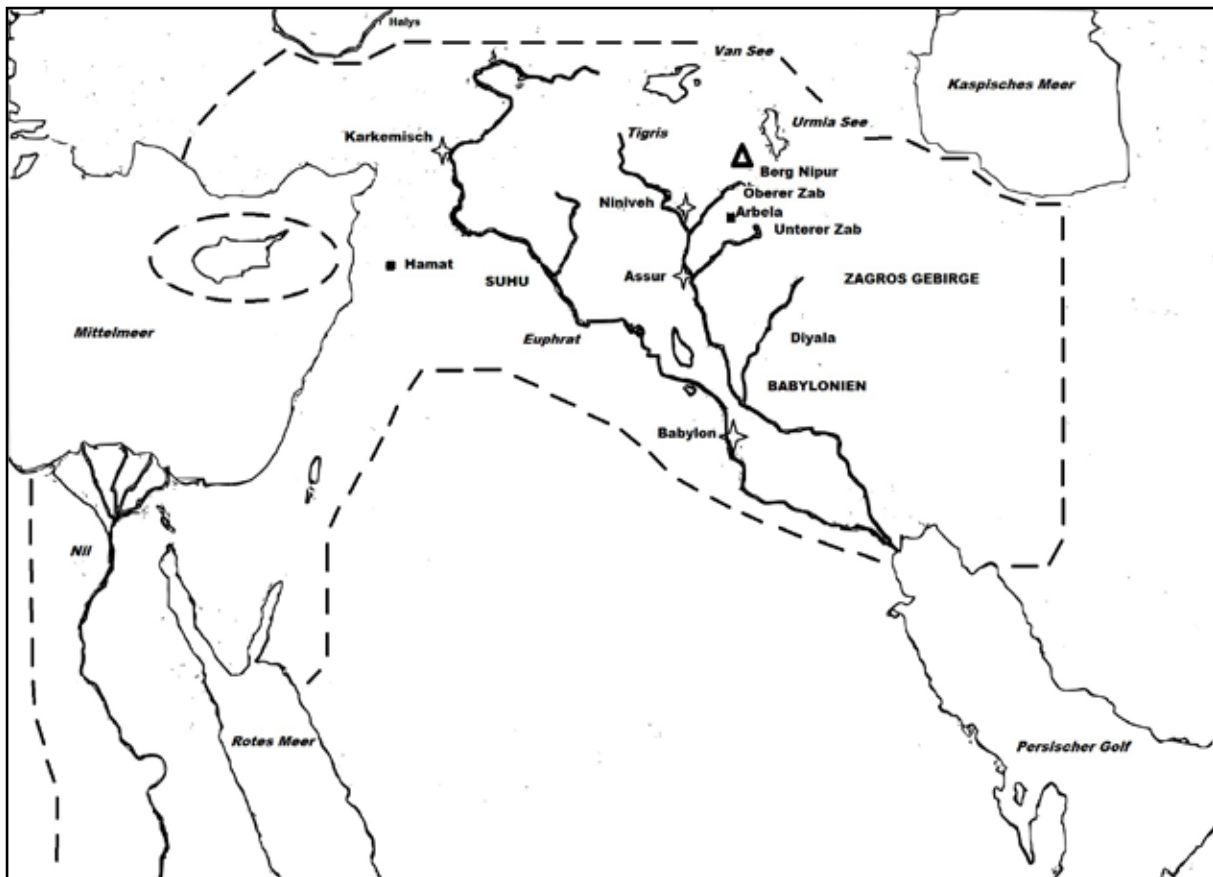 Halys
Van See
Kaspisches Meer
Urmia See
Karkemisch
Tigris
Berg Nipur
Oberer Zab
Niniveh
Arbela
Unterer Zab
Hamat
SUHU
Assur
ZAGROS GEBIRGE
Mittelmeer
Euphrat
Diyala
BABYLONIEN
Babylon
Nil
Rotes Meer
Persischer Golf